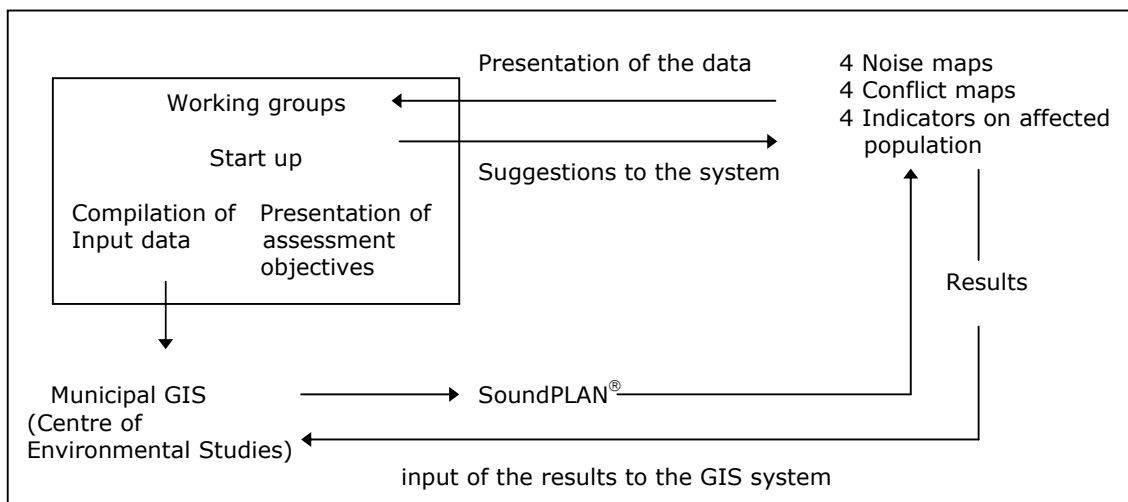 Working groups
Start up
Compilation of
Input data
Presentation of
assessment
objectives
Presentation of the data
Suggestions to the system
4 Noise maps
4 Conflict maps
4 Indicators on affected
population
Results
Municipal GIS
(Centre of
Environmental Studies)
SoundPLAN®
input of the results to the GIS system